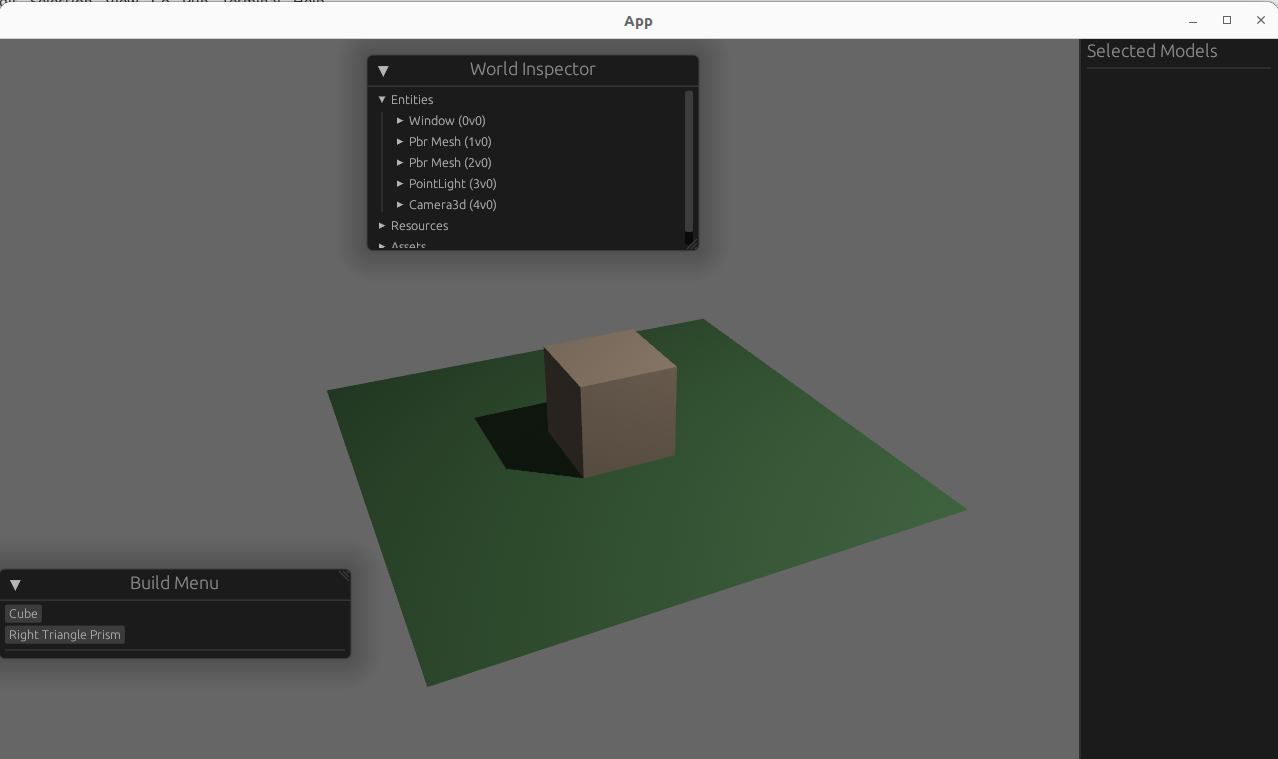 App
World Inspector
Entities
Window (0v0)
Pbr Mesh (1v0)
Pbr Mesh (2v0)
PointLight (3v0)
Camera3d (4v0)
Resources
Assets
Selected Models
Build Menu
Cube
Right Triangle Prism